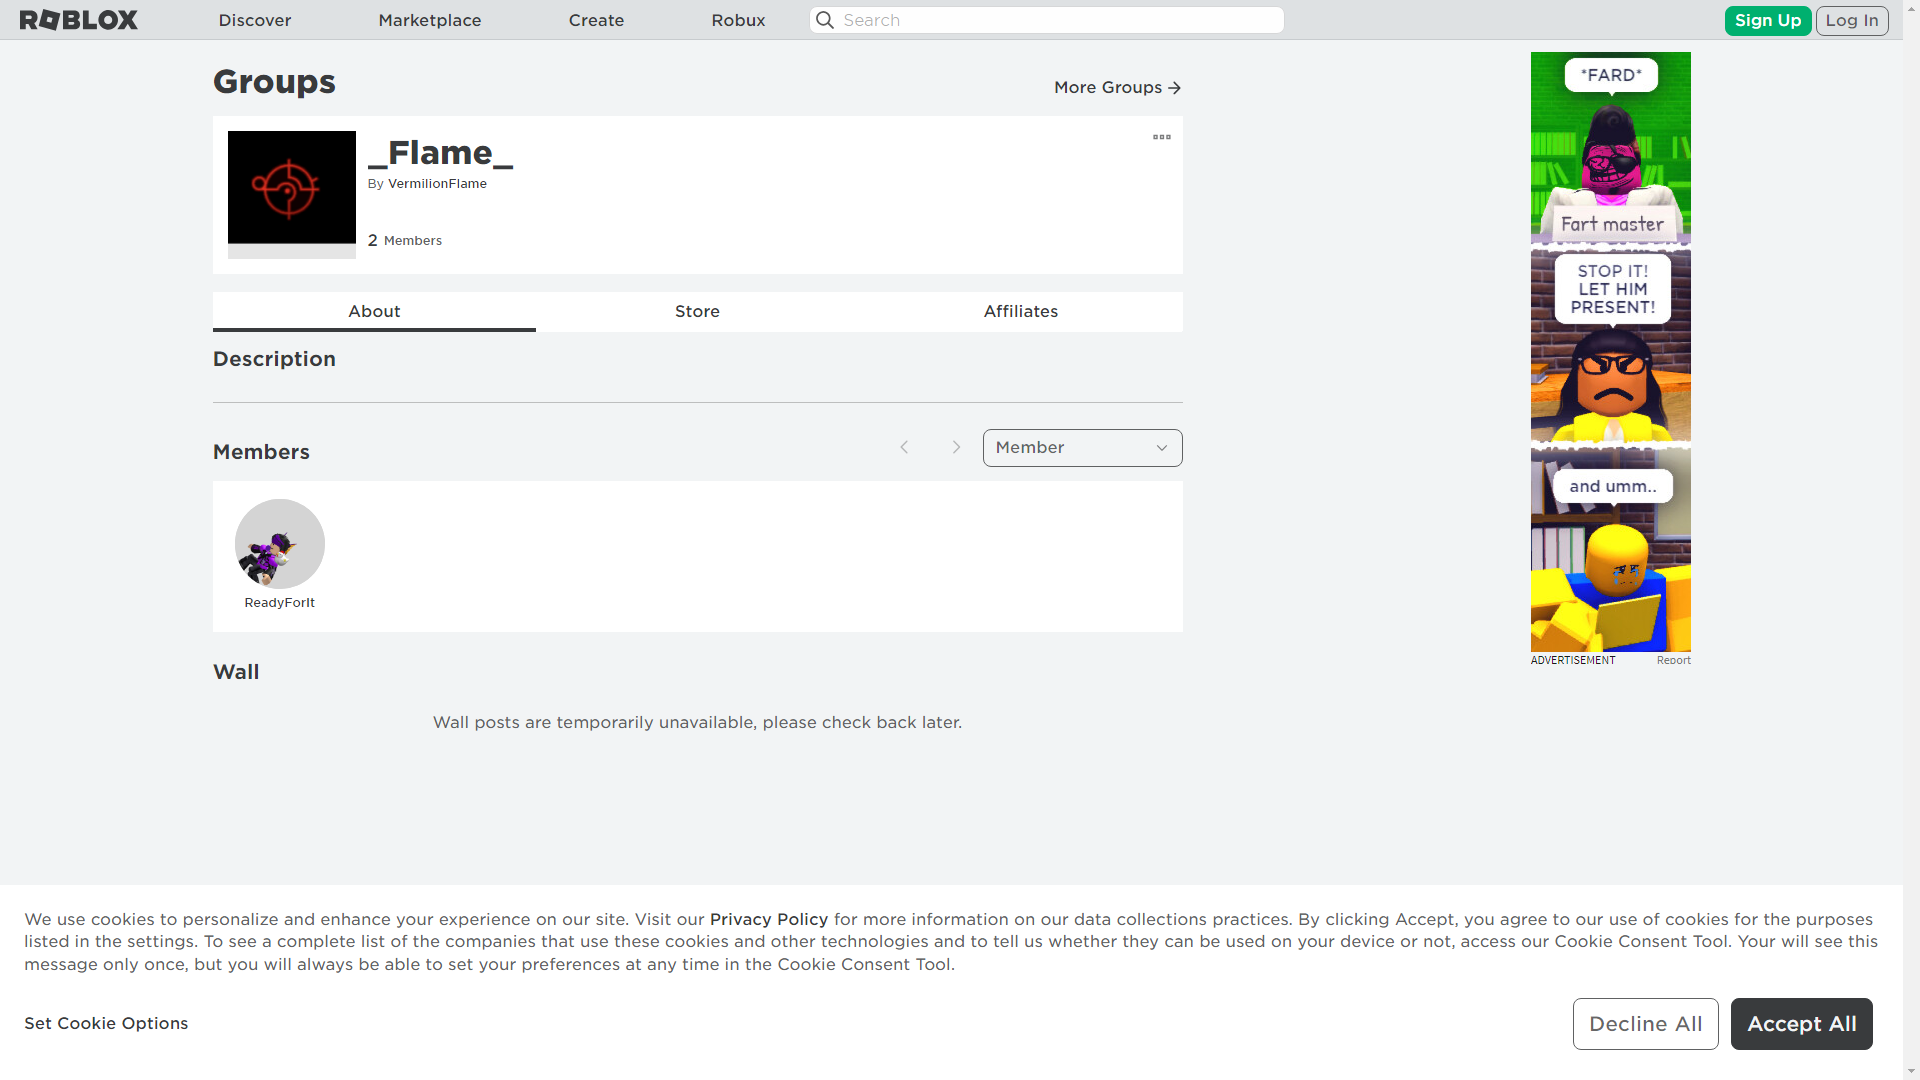 ROBLOX
Discover
Marketplace
Create
Robux
Search
Sign Up
Log In
Groups
More Groups
_Flame_
By VermilionFlame
2 Members
About
Store
Affiliates
Description
Members
Member
ReadyForIt
Wall
Wall posts are temporarily unavailable, please check back later.
*FARD*
Fart master
STOP IT!
LET HIM
PRESENT!
and umm..
ADVERTISEMENT
Report
We use cookies to personalize and enhance your experience on our site. Visit our Privacy Policy for more information on our data collections practices. By clicking Accept, you agree to our use of cookies for the purposes
listed in the settings. To see a complete list of the companies that use these cookies and other technologies and to tell us whether they can be used on your device or not, access our Cookie Consent Tool. Your will see this
message only once, but you will always be able to set your preferences at any time in the Cookie Consent Tool.
Set Cookie Options
Decline All
Accept All